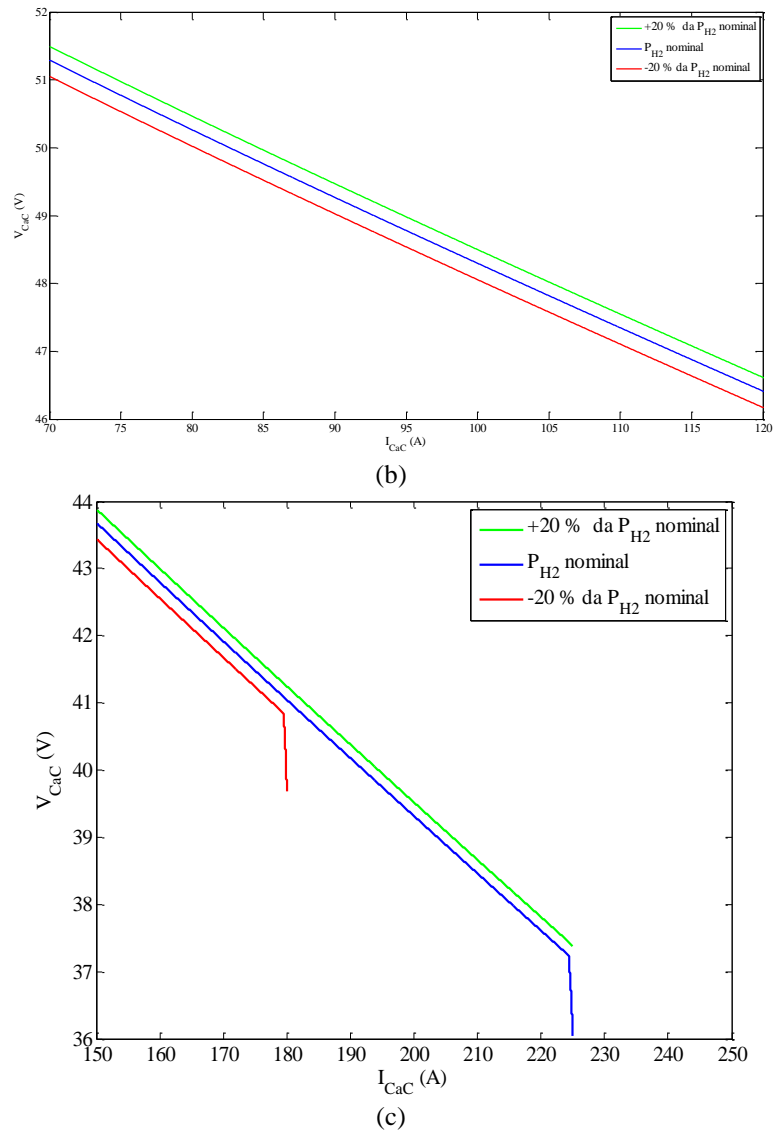 52
51
50
49
48
47
46
V_CaC (V)
70 75 80 85 90 95 100 105 110 115 120
I_CaC (A)
+20 % da P_H2 nominal
P_H2 nominal
-20 % da P_H2 nominal
(b)
44
43
42
41
40
39
38
37
36
V_CaC (V)
150 160 170 180 190 200 210 220 230 240 250
I_CaC (A)
+20 % da P_H2 nominal
P_H2 nominal
-20 % da P_H2 nominal
(c)